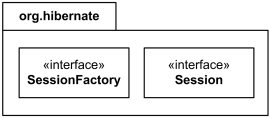 org.hibernate
«interface»
SessionFactory
«interface»
Session